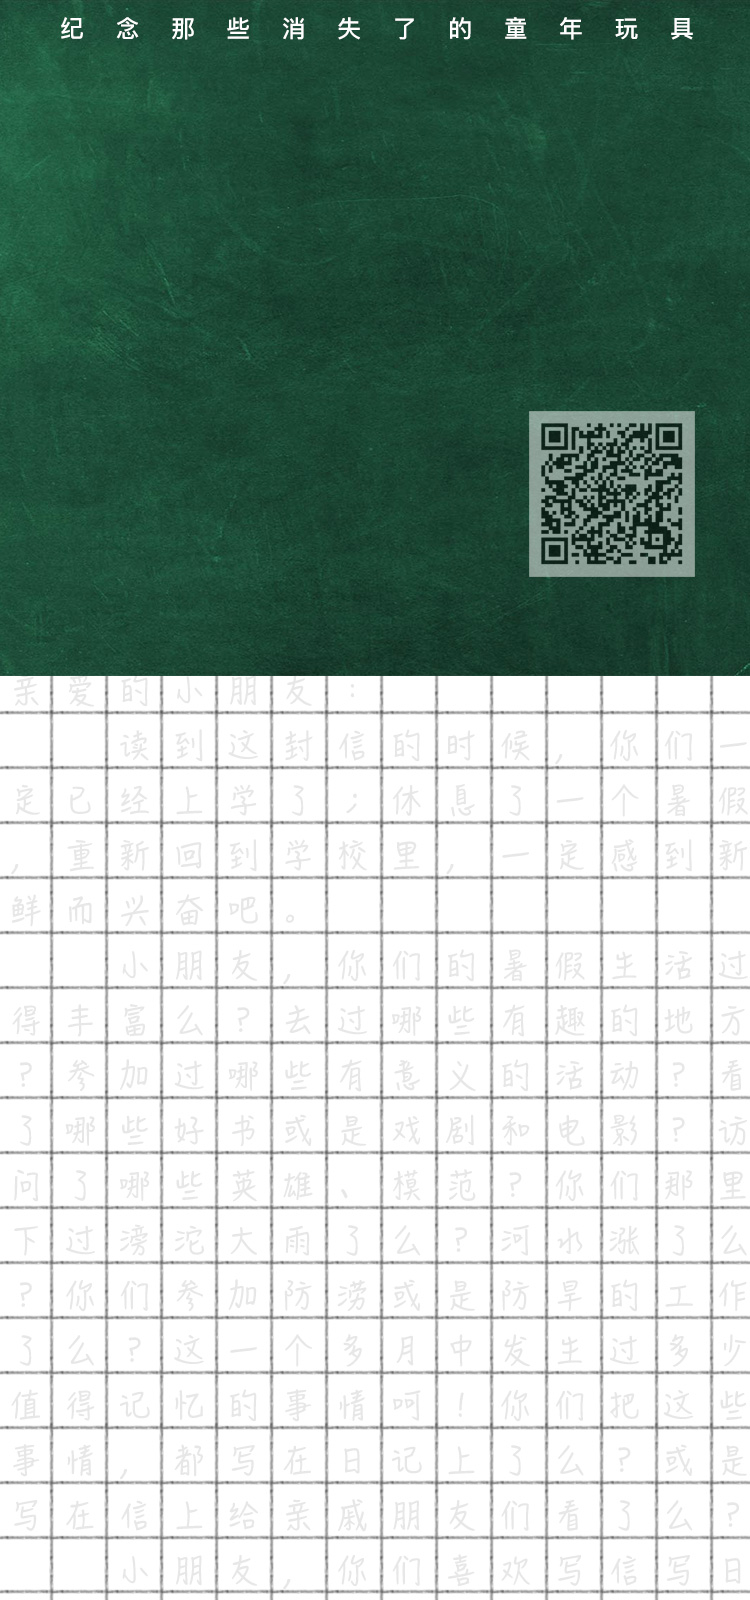 纪念那些消失了的童年玩具
亲爱的小朋友：
读到这封信的时候，你们一
定已经上学了；休息了一个暑假
，重新回到学校里，一定感到新
鲜而兴奋吧。
小朋友，你们的暑假生活过
得丰富么？去过哪些有趣的地方
？参加过哪些有意义的活动？看
了哪些好书或是戏剧和电影？访
问了哪些英雄、模范？你们那里
下过滂沱大雨了么？河水涨了么
？你们参加防涝或是防旱的工作
了么？这一个多月中发生过多少
值得记忆的事情呵！你们把这些
事情，都写在日记上了么？或是
写在信上给亲戚朋友们看了么？
小朋友，你们喜欢写信写日